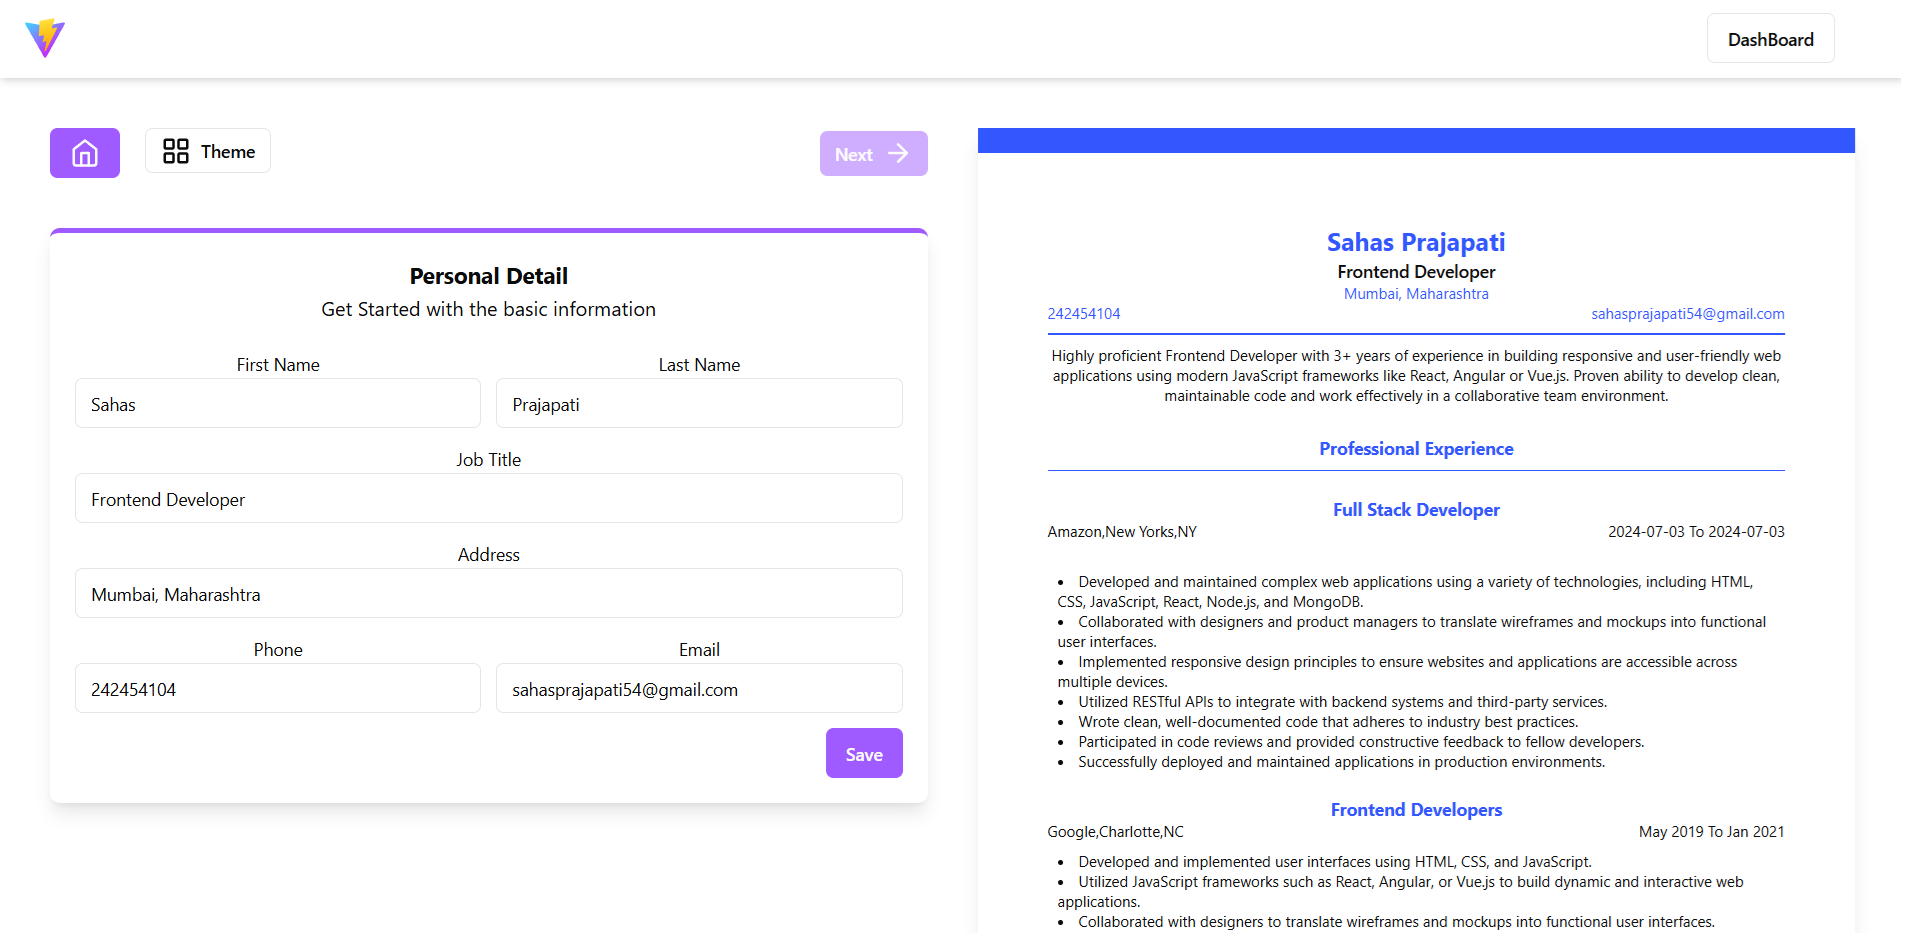 DashBoard
Theme
Next
Personal Detail
Get Started with the basic information
First Name
Last Name
Sahas
Prajapati
Job Title
Frontend Developer
Address
Mumbai, Maharashtra
Phone
Email
242454104
sahasprajapati54@gmail.com
Save
Sahas Prajapati
Frontend Developer
Mumbai, Maharashtra
242454104
sahasprajapati54@gmail.com
Highly proficient Frontend Developer with 3+ years of experience in building responsive and user-friendly web
applications using modern JavaScript frameworks like React, Angular or Vue.js. Proven ability to develop clean,
maintainable code and work effectively in a collaborative team environment.
Professional Experience
Full Stack Developer
Amazon,New Yorks,NY
2024-07-03 To 2024-07-03
• Developed and maintained complex web applications using a variety of technologies, including HTML,
CSS, JavaScript, React, Node.js, and MongoDB.
• Collaborated with designers and product managers to translate wireframes and mockups into functional
user interfaces.
• Implemented responsive design principles to ensure websites and applications are accessible across
multiple devices.
• Utilized RESTful APIs to integrate with backend systems and third-party services.
• Wrote clean, well-documented code that adheres to industry best practices.
• Participated in code reviews and provided constructive feedback to fellow developers.
• Successfully deployed and maintained applications in production environments.
Frontend Developers
Google,Charlotte,NC
May 2019 To Jan 2021
• Developed and implemented user interfaces using HTML, CSS, and JavaScript.
• Utilized JavaScript frameworks such as React, Angular, or Vue.js to build dynamic and interactive web
applications.
• Collaborated with designers to translate wireframes and mockups into functional user interfaces.